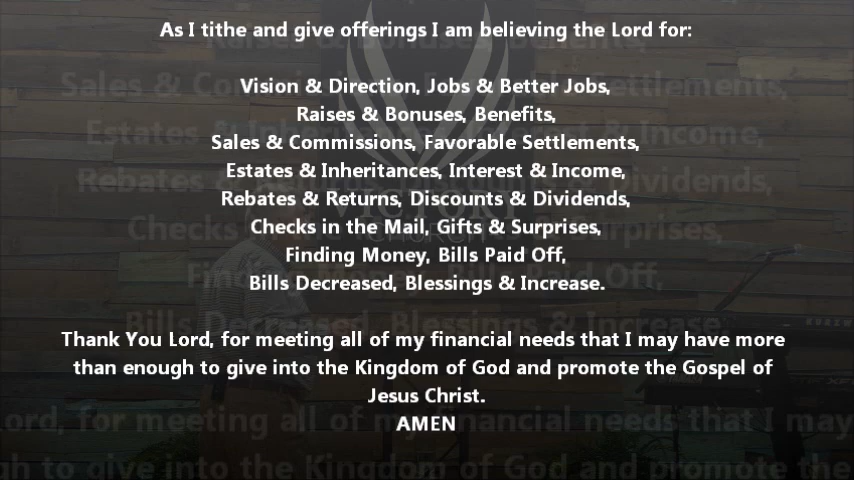 As I tithe and give offerings I am believing the Lord for:
Vision & Direction, Jobs & Better Jobs,
Raises & Bonuses, Benefits,
Sales & Commissions, Favorable Settlements,
Estates & Inheritances, Interest & Income,
Rebates & Returns, Discounts & Dividends,
Checks in the Mail, Gifts & Surprises,
Finding Money, Bills Paid Off,
Bills Decreased, Blessings & Increase.
Thank You Lord, for meeting all of my financial needs that I may have more
than enough to give into the Kingdom of God and promote the Gospel of
Jesus Christ.
AMEN